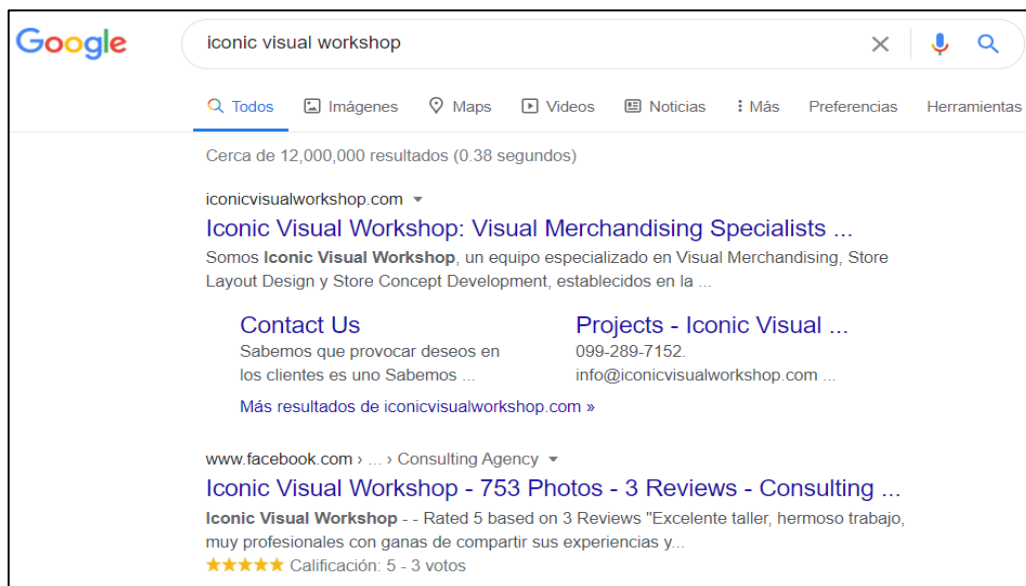 Google
iconic visual workshop
Todos Imágenes Maps Videos Noticias Más Preferencias Herramientas
Cerca de 12,000,000 resultados (0.38 segundos)
iconicvisualworkshop.com
Iconic Visual Workshop: Visual Merchandising Specialists ...
Somos Iconic Visual Workshop, un equipo especializado en Visual Merchandising, Store
Layout Design y Store Concept Development, establecidos en la ...
Contact Us
Sabemos que provocar deseos en
los clientes es uno Sabemos ...
Projects - Iconic Visual ...
099-289-7152.
info@iconicvisualworkshop.com ...
Más resultados de iconicvisualworkshop.com »
www.facebook.com › ... › Consulting Agency
Iconic Visual Workshop - 753 Photos - 3 Reviews - Consulting ...
Iconic Visual Workshop - - Rated 5 based on 3 Reviews "Excelente taller, hermoso trabajo,
muy profesionales con ganas de compartir sus experiencias y...
Calificación: 5 - 3 votos